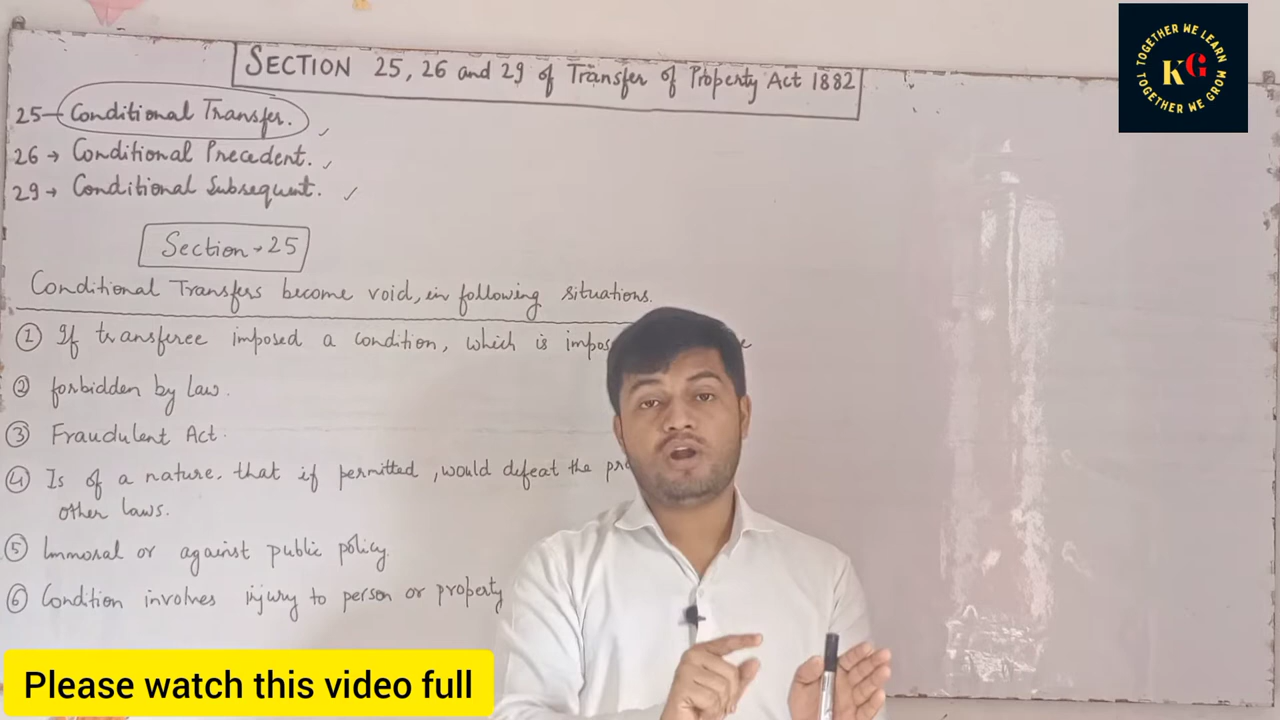 SECTION 25, 26 and 29 of Transfer of Property Act 1882
25 — Conditional Transfer.
26 → Conditional Precedent.
29 → Conditional Subsequent.
Section → 25
Conditional Transfers become void, in following situations.
① If transferee imposed a condition, which is
② forbidden by law.
③ Fraudulent Act.
④ Is of a nature, that if permitted, would defeat the
other laws.
⑤ Immoral or against public policy.
⑥ Condition involves injury to person or property
TOGETHER WE LEARN
KG
TOGETHER WE GROW
Please watch this video full